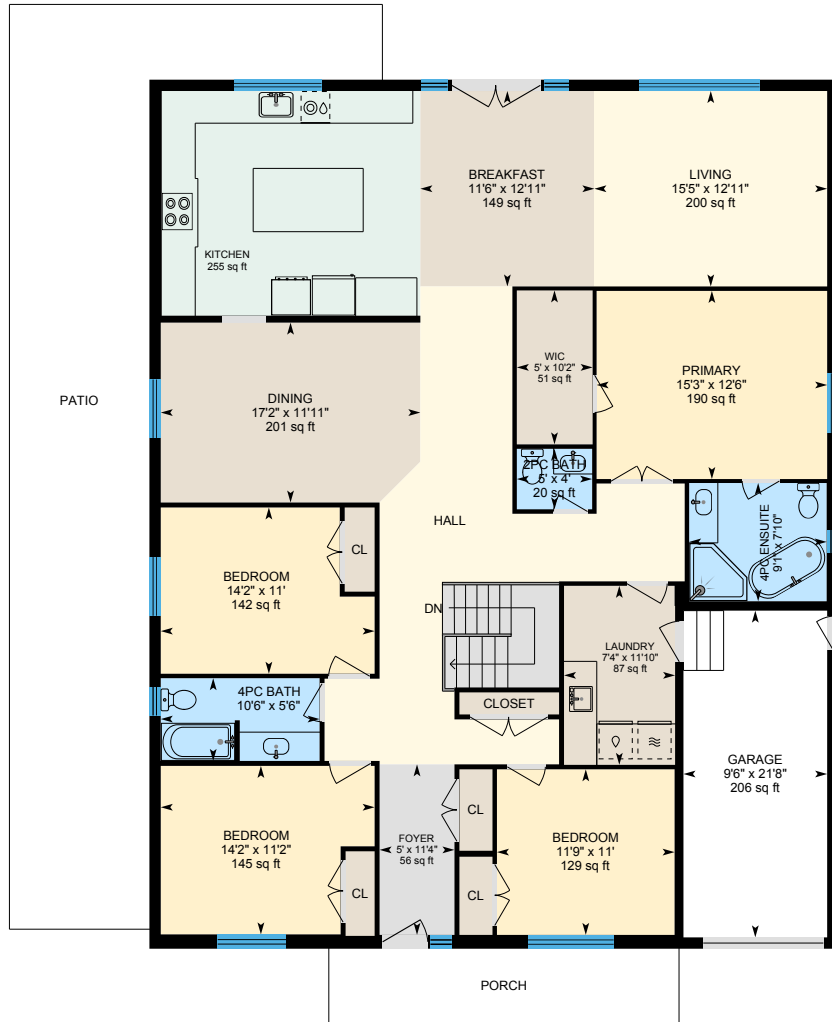 BREAKFAST
11'6" x 12'11"
149 sq ft
LIVING
15'5" x 12'11"
200 sq ft
KITCHEN
255 sq ft
WIC
5' x 10'2"
51 sq ft
PRIMARY
15'3" x 12'6"
190 sq ft
PATIO
DINING
17'2" x 11'11"
201 sq ft
2PC BATH
5' x 4'
20 sq ft
HALL
4PC ENSUITE
9'1" x 7'10"
CL
BEDROOM
14'2" x 11'
142 sq ft
DN
LAUNDRY
7'4" x 11'10"
87 sq ft
4PC BATH
10'6" x 5'6"
CLOSET
GARAGE
9'6" x 21'8"
206 sq ft
BEDROOM
14'2" x 11'2"
145 sq ft
CL
FOYER
5' x 11'4"
56 sq ft
CL
CL
BEDROOM
11'9" x 11'
129 sq ft
PORCH